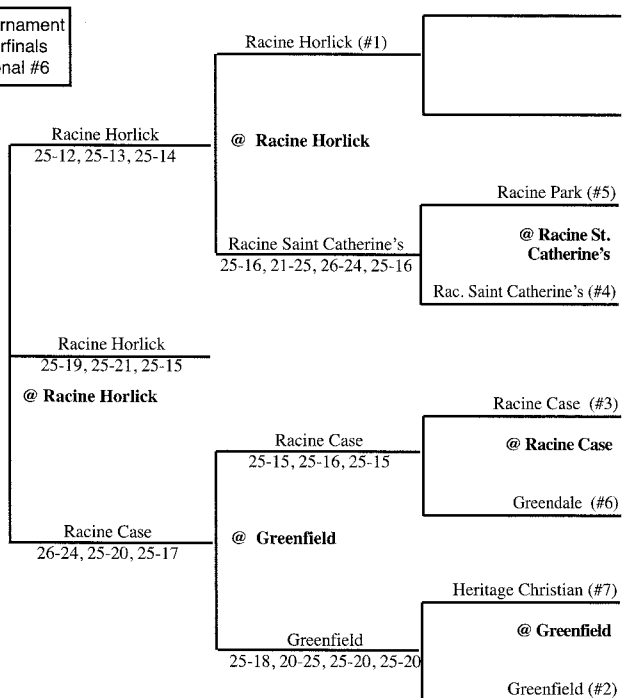 rnament
rfinals
nal #6
Racine Horlick (#1)
Racine Horlick
25-12, 25-13, 25-14
@ Racine Horlick
Racine Park (#5)
@ Racine St.
Catherine's
Racine Saint Catherine's
25-16, 21-25, 26-24, 25-16
Rac. Saint Catherine's (#4)
Racine Horlick
25-19, 25-21, 25-15
@ Racine Horlick
Racine Case (#3)
@ Racine Case
Racine Case
25-15, 25-16, 25-15
Greendale (#6)
Racine Case
26-24, 25-20, 25-17
@ Greenfield
Heritage Christian (#7)
@ Greenfield
Greenfield
25-18, 20-25, 25-20, 25-20
Greenfield (#2)